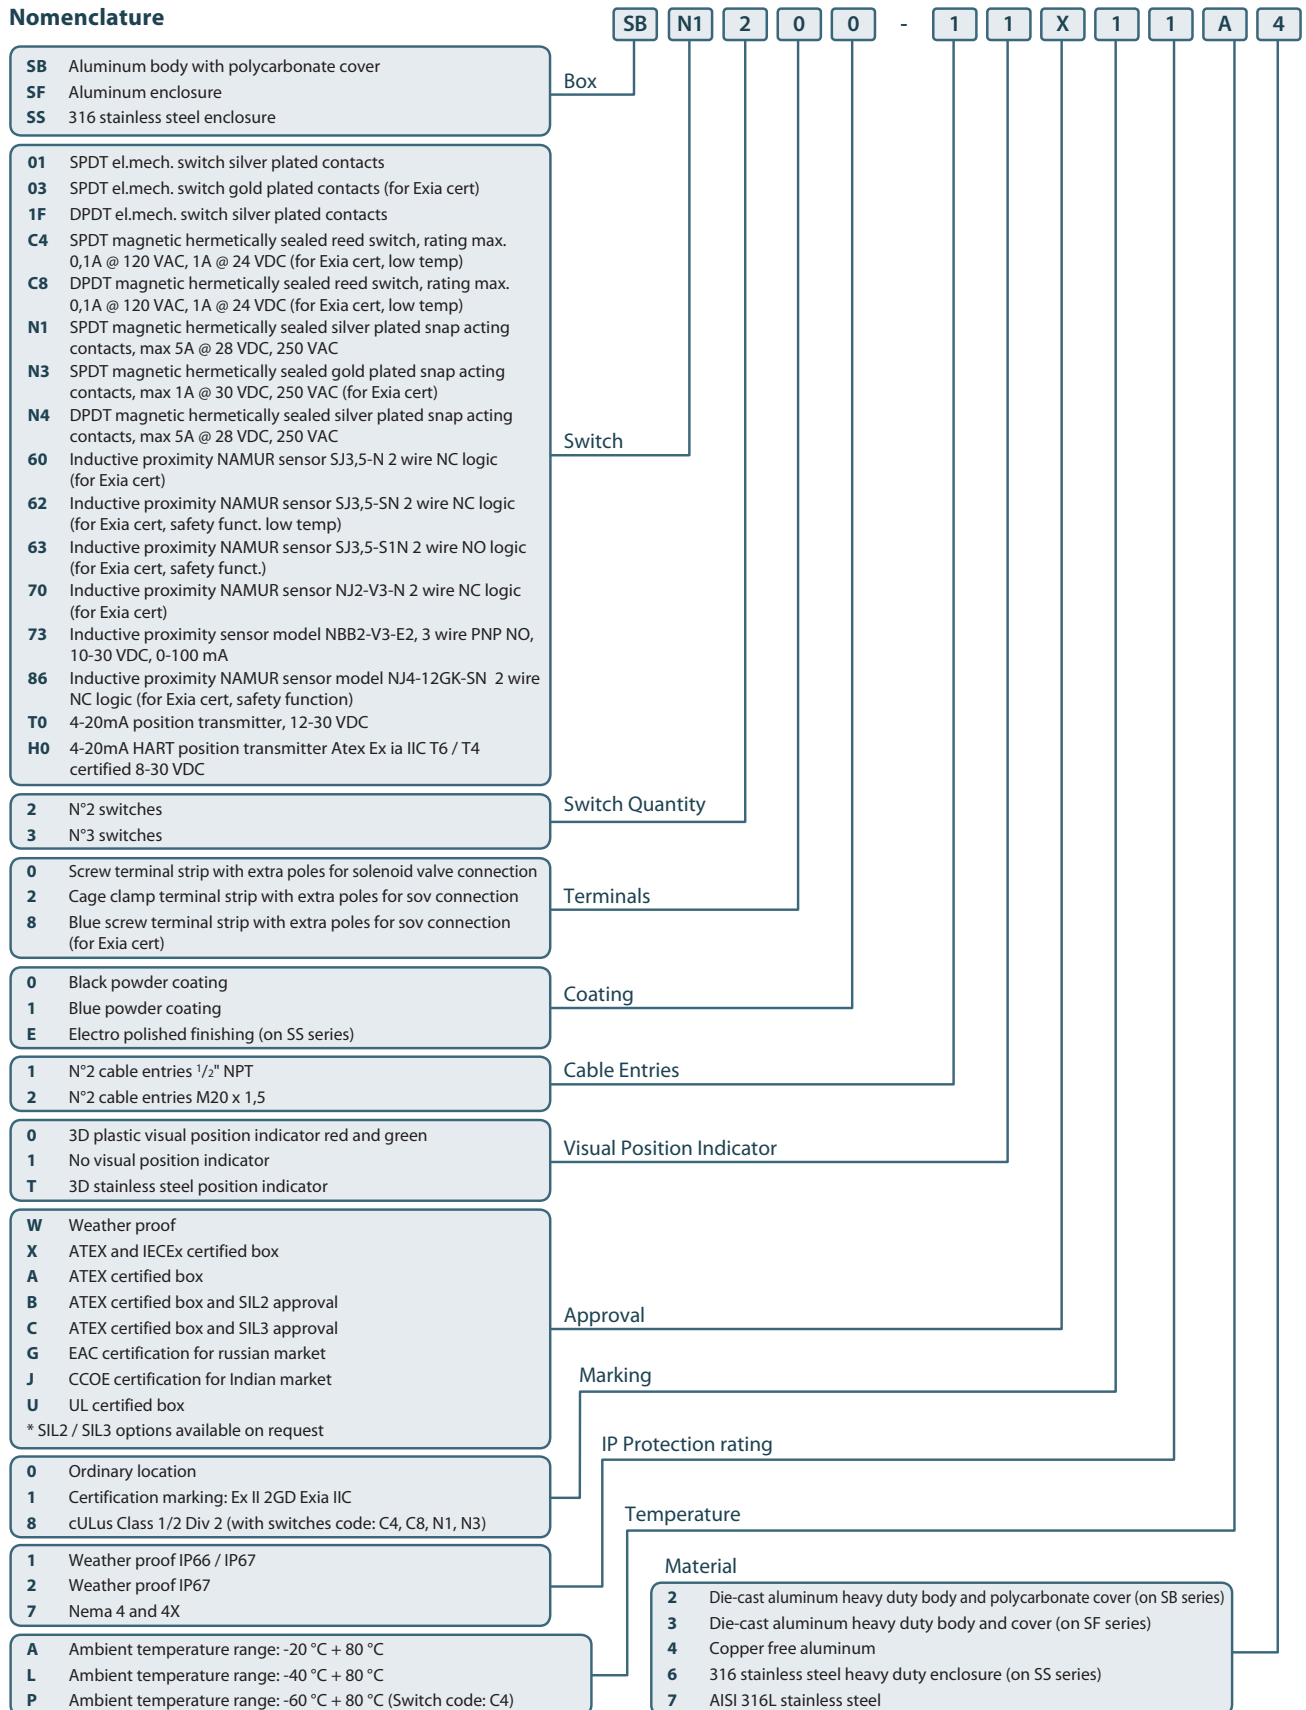 Nomenclature
SB N1 2 0 0 - 1 1 X 1 1 A 4
SB Aluminum body with polycarbonate cover
SF Aluminum enclosure
SS 316 stainless steel enclosure
Box
01 SPDT el.mech. switch silver plated contacts
03 SPDT el.mech. switch gold plated contacts (for Exia cert)
1F DPDT el.mech. switch silver plated contacts
C4 SPDT magnetic hermetically sealed reed switch, rating max.
0,1A @ 120 VAC, 1A @ 24 VDC (for Exia cert, low temp)
C8 DPDT magnetic hermetically sealed reed switch, rating max.
0,1A @ 120 VAC, 1A @ 24 VDC (for Exia cert, low temp)
N1 SPDT magnetic hermetically sealed silver plated snap acting
contacts, max 5A @ 28 VDC, 250 VAC
N3 SPDT magnetic hermetically sealed gold plated snap acting
contacts, max 1A @ 30 VDC, 250 VAC (for Exia cert)
N4 DPDT magnetic hermetically sealed silver plated snap acting
contacts, max 5A @ 28 VDC, 250 VAC
60 Inductive proximity NAMUR sensor SJ3,5-N 2 wire NC logic
(for Exia cert)
62 Inductive proximity NAMUR sensor SJ3,5-SN 2 wire NC logic
(for Exia cert, safety funct. low temp)
63 Inductive proximity NAMUR sensor SJ3,5-S1N 2 wire NO logic
(for Exia cert, safety funct.)
70 Inductive proximity NAMUR sensor NJ2-V3-N 2 wire NC logic
(for Exia cert)
73 Inductive proximity sensor model NBB2-V3-E2, 3 wire PNP NO,
10-30 VDC, 0-100 mA
86 Inductive proximity NAMUR sensor model NJ4-12GK-SN 2 wire
NC logic (for Exia cert, safety function)
T0 4-20mA position transmitter, 12-30 VDC
H0 4-20mA HART position transmitter Atex Ex ia IIC T6 / T4
certified 8-30 VDC
Switch
2 N°2 switches
3 N°3 switches
Switch Quantity
0 Screw terminal strip with extra poles for solenoid valve connection
2 Cage clamp terminal strip with extra poles for sov connection
8 Blue screw terminal strip with extra poles for sov connection
(for Exia cert)
Terminals
0 Black powder coating
1 Blue powder coating
E Electro polished finishing (on SS series)
Coating
1 N°2 cable entries 1/2" NPT
2 N°2 cable entries M20 x 1,5
Cable Entries
0 3D plastic visual position indicator red and green
1 No visual position indicator
T 3D stainless steel position indicator
Visual Position Indicator
W Weather proof
X ATEX and IECEx certified box
A ATEX certified box
B ATEX certified box and SIL2 approval
C ATEX certified box and SIL3 approval
G EAC certification for russian market
J CCOE certification for Indian market
U UL certified box
* SIL2 / SIL3 options available on request
Approval
Marking
0 Ordinary location
1 Certification marking: Ex II 2GD Exia IIC
8 cULus Class 1/2 Div 2 (with switches code: C4, C8, N1, N3)
IP Protection rating
1 Weather proof IP66 / IP67
2 Weather proof IP67
7 Nema 4 and 4X
Temperature
A Ambient temperature range: -20 °C + 80 °C
L Ambient temperature range: -40 °C + 80 °C
P Ambient temperature range: -60 °C + 80 °C (Switch code: C4)
Material
2 Die-cast aluminum heavy duty body and polycarbonate cover (on SB series)
3 Die-cast aluminum heavy duty body and cover (on SF series)
4 Copper free aluminum
6 316 stainless steel heavy duty enclosure (on SS series)
7 AISI 316L stainless steel